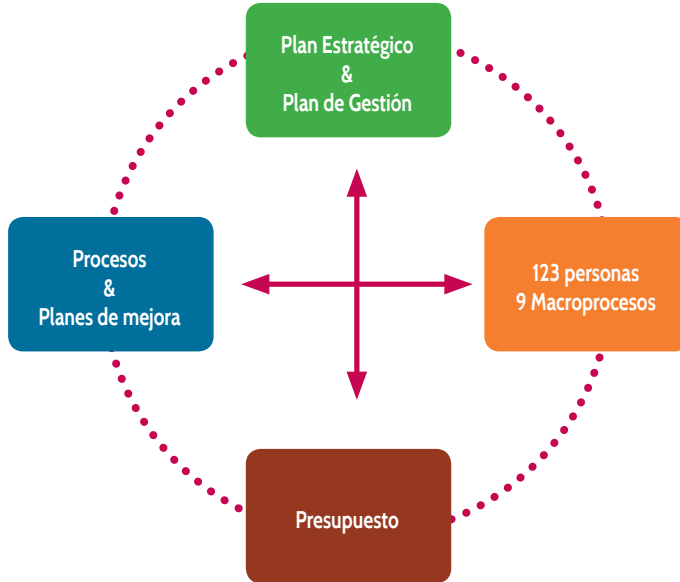 Plan Estratégico
&
Plan de Gestión
Procesos
&
Planes de mejora
123 personas
9 Macroprocesos
Presupuesto